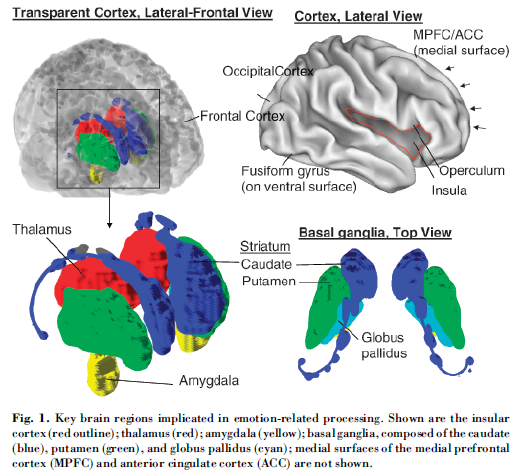 Transparent Cortex, Lateral-Frontal View
Frontal Cortex
Cortex, Lateral View
MPFC/ACC
(medial surface)
OccipitalCortex
Fusiform gyrus
(on ventral surface)
Operculum
Insula
Thalamus
Amygdala
Striatum
Caudate
Putamen
Basal ganglia, Top View
Globus
pallidus
Fig. 1. Key brain regions implicated in emotion-related processing. Shown are the insular
cortex (red outline); thalamus (red); amygdala (yellow); basal ganglia, composed of the caudate
(blue), putamen (green), and globus pallidus (cyan); medial surfaces of the medial prefrontal
cortex (MPFC) and anterior cingulate cortex (ACC) are not shown.